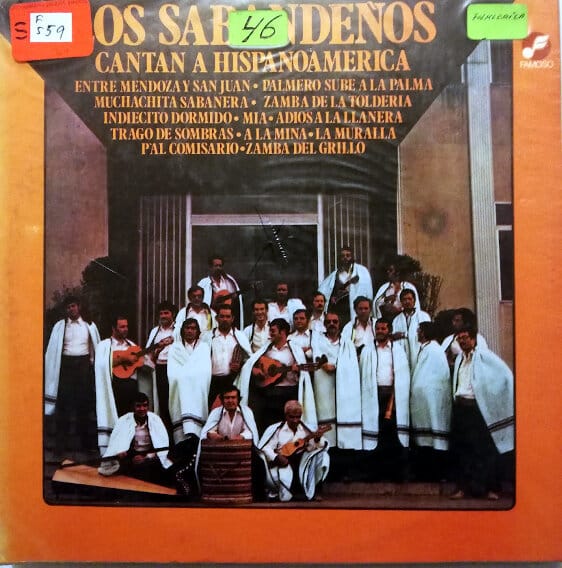 LOS SABANDEÑOS
CANTAN A HISPANOAMERICA
ENTRE MENDOZA Y SAN JUAN • PALMERO SUBE A LA PALMA
MUCHACHITA SABANERA • ZAMBA DE LA TOLDERIA
INDIECITO DORMIDO • MIA • ADIOS A LA LLANERA
TRAGO DE SOMBRAS • A LA MINA • LA MURALLA
P'AL COMISARIO • ZAMBA DEL GRILLO
S
F
559
46
FOLKLORICA
FAMOSO